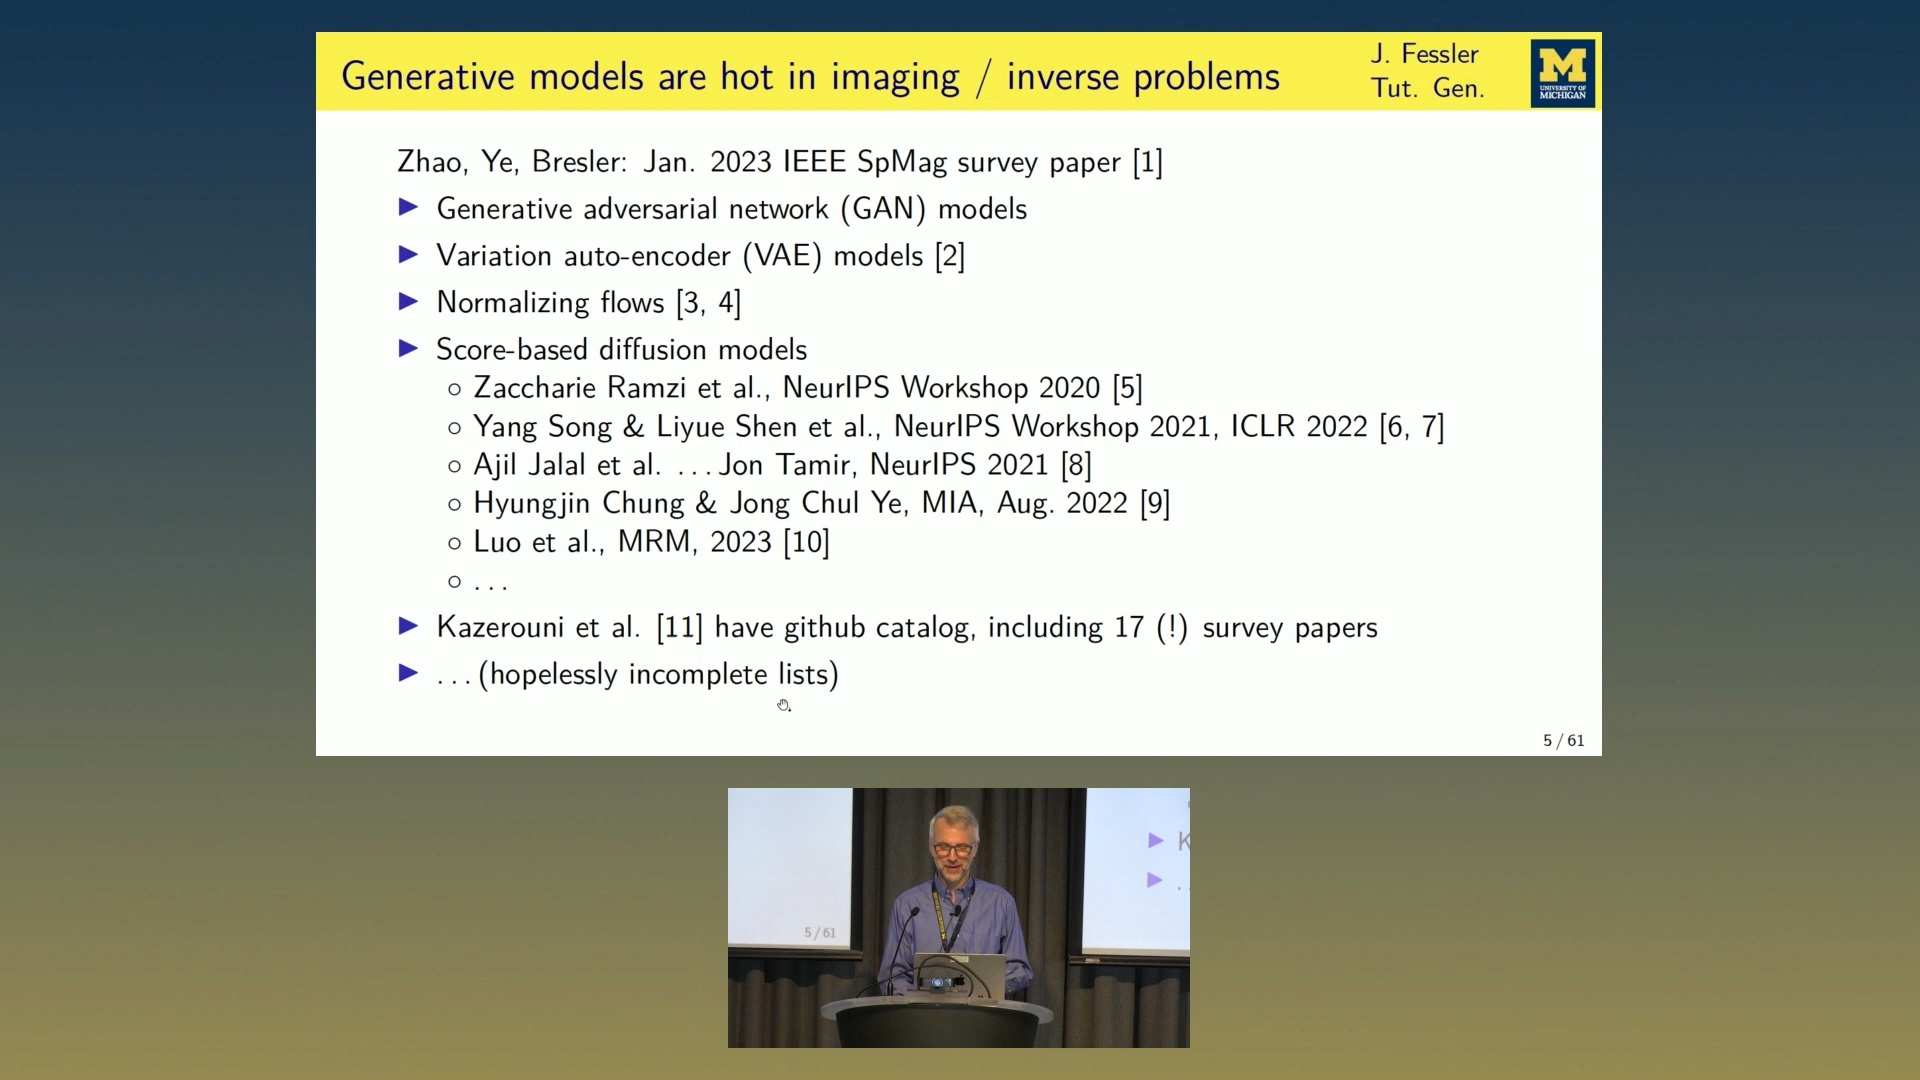 Generative models are hot in imaging / inverse problems
J. Fessler
Tut. Gen.
M
UNIVERSITY OF
MICHIGAN
Zhao, Ye, Bresler: Jan. 2023 IEEE SpMag survey paper [1]
▶ Generative adversarial network (GAN) models
▶ Variation auto-encoder (VAE) models [2]
▶ Normalizing flows [3, 4]
▶ Score-based diffusion models
○ Zaccharie Ramzi et al., NeurIPS Workshop 2020 [5]
○ Yang Song & Liyue Shen et al., NeurIPS Workshop 2021, ICLR 2022 [6, 7]
○ Ajil Jalal et al. ... Jon Tamir, NeurIPS 2021 [8]
○ Hyungjin Chung & Jong Chul Ye, MIA, Aug. 2022 [9]
○ Luo et al., MRM, 2023 [10]
○ ...
▶ Kazerouni et al. [11] have github catalog, including 17 (!) survey papers
▶ ... (hopelessly incomplete lists)
5 / 61
5 / 61
▶ K
▶ ..